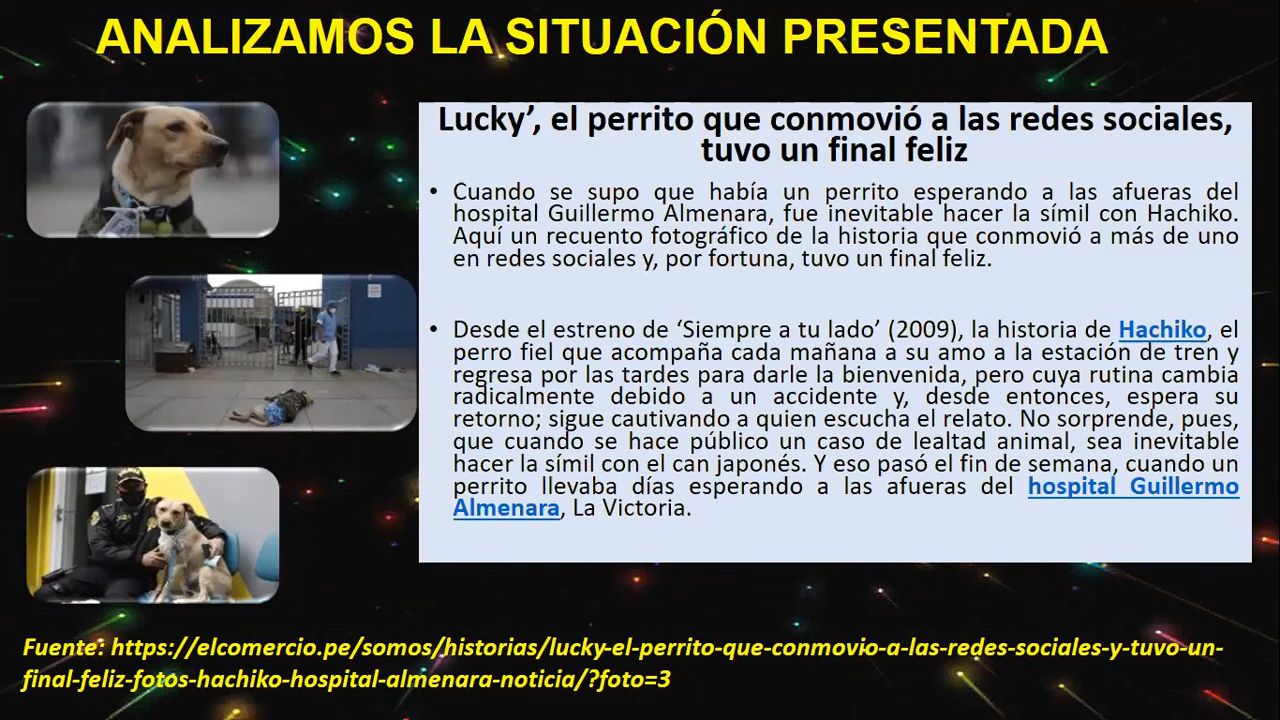 ANALIZAMOS LA SITUACIÓN PRESENTADA
Lucky’, el perrito que conmovió a las redes sociales,
tuvo un final feliz
• Cuando se supo que había un perrito esperando a las afueras del
hospital Guillermo Almenara, fue inevitable hacer la símil con Hachiko.
Aquí un recuento fotográfico de la historia que conmovió a más de uno
en redes sociales y, por fortuna, tuvo un final feliz.
• Desde el estreno de ‘Siempre a tu lado’ (2009), la historia de Hachiko, el
perro fiel que acompaña cada mañana a su amo a la estación de tren y
regresa por las tardes para darle la bienvenida, pero cuya rutina cambia
radicalmente debido a un accidente y, desde entonces, espera su
retorno; sigue cautivando a quien escucha el relato. No sorprende, pues,
que cuando se hace público un caso de lealtad animal, sea inevitable
hacer la símil con el can japonés. Y eso pasó el fin de semana, cuando un
perrito llevaba días esperando a las afueras del hospital Guillermo
Almenara, La Victoria.
Fuente: https://elcomercio.pe/somos/historias/lucky-el-perrito-que-conmovio-a-las-redes-sociales-y-tuvo-un-
final-feliz-fotos-hachiko-hospital-almenara-noticia/?foto=3